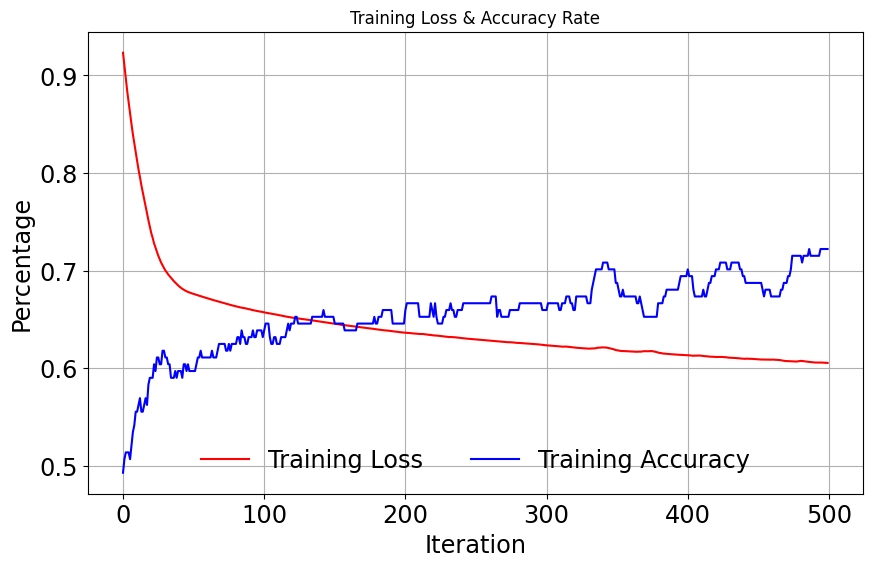 Training Loss & Accuracy Rate
Percentage
0.9
0.8
0.7
0.6
0.5
Training Loss
Training Accuracy
0
100
200
300
400
500
Iteration